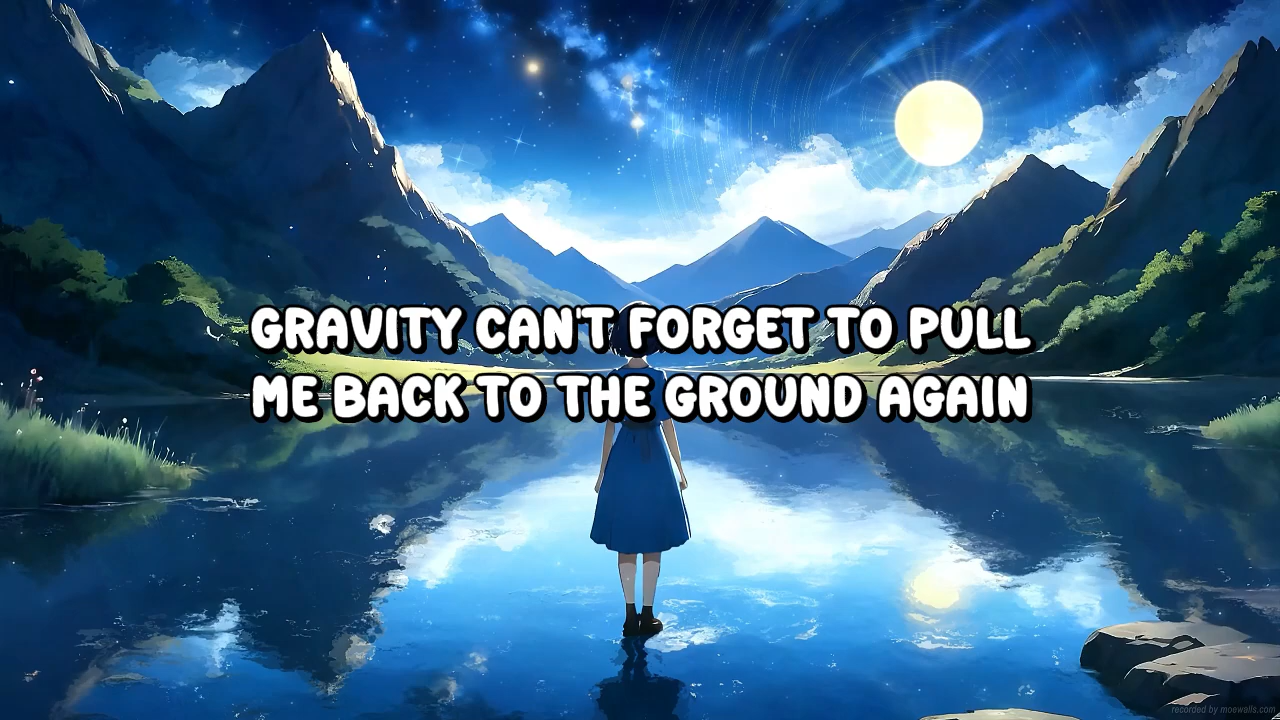 GRAVITY CAN'T FORGET TO PULL
ME BACK TO THE GROUND AGAIN
recorded by moewalls.com